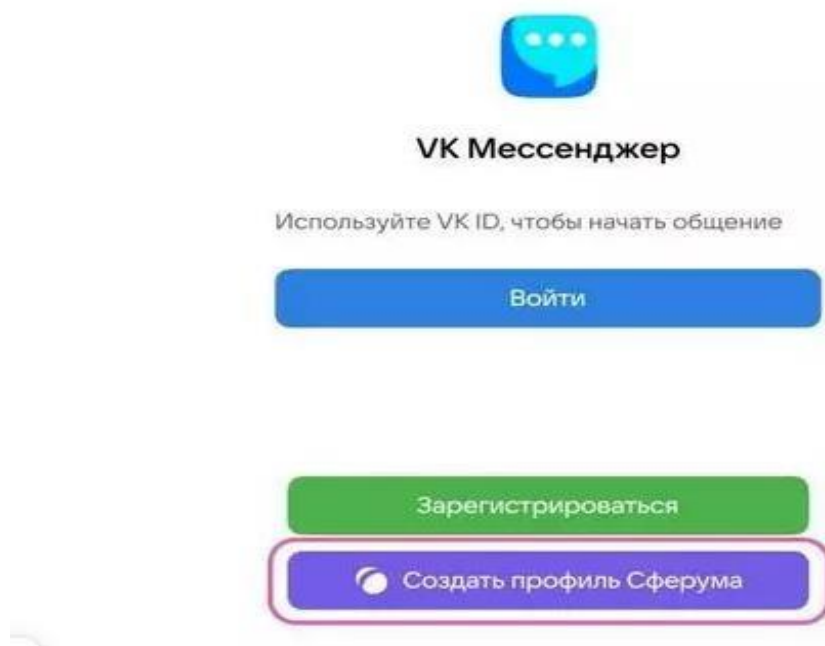 VK Мессенджер
Используйте VK ID, чтобы начать общение
Войти
Зарегистрироваться
Создать профиль Сферума